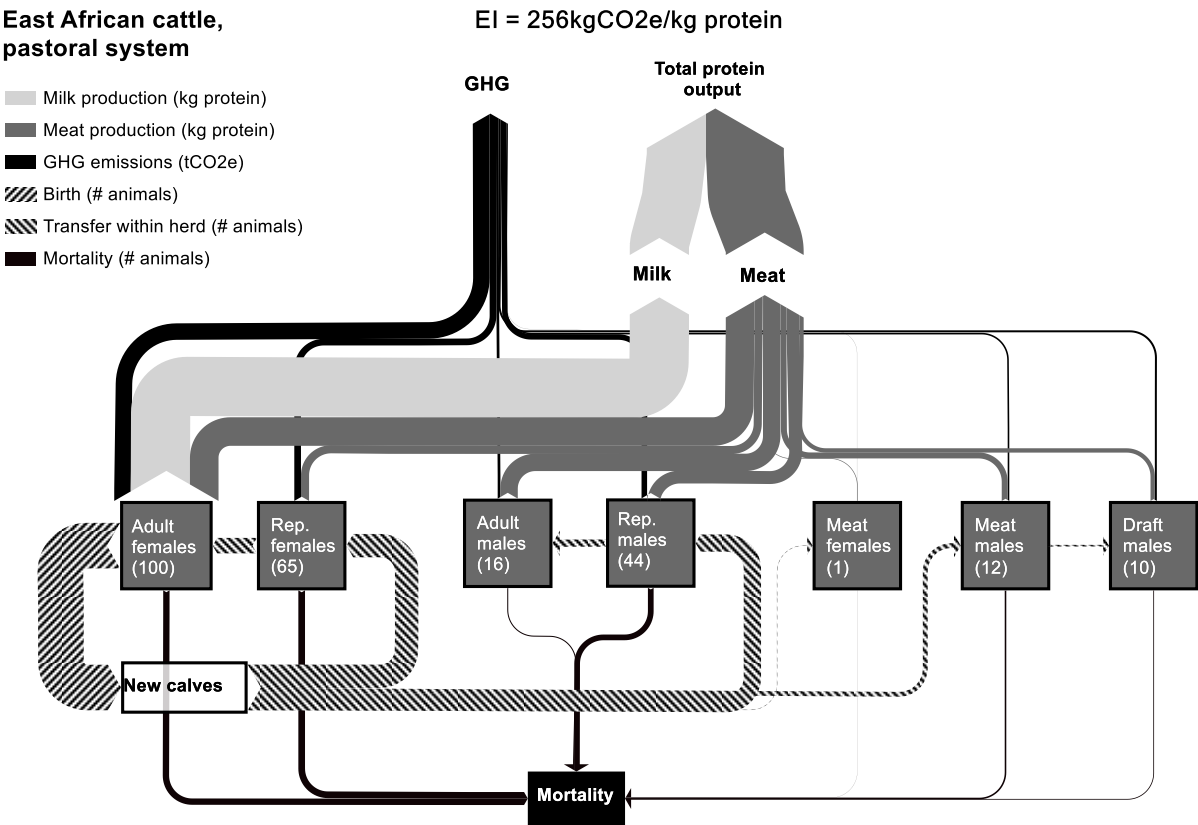 East African cattle,
pastoral system
EI = 256kgCO2e/kg protein
Milk production (kg protein)
Meat production (kg protein)
GHG emissions (tCO2e)
Birth (# animals)
Transfer within herd (# animals)
Mortality (# animals)
GHG
Total protein
output
Milk
Meat
Adult
females
(100)
Rep.
females
(65)
Adult
males
(16)
Rep.
males
(44)
Meat
females
(1)
Meat
males
(12)
Draft
males
(10)
New calves
Mortality